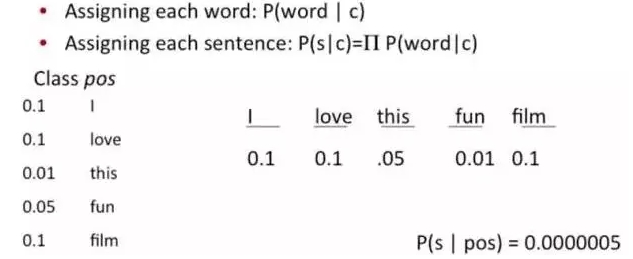 • Assigning each word: P(word | c)
• Assigning each sentence: P(s|c)=Π P(word|c)
Class pos
0.1 I
0.1 love
0.01 this
0.05 fun
0.1 film
I love this fun film
0.1 0.1 .05 0.01 0.1
P(s | pos) = 0.0000005